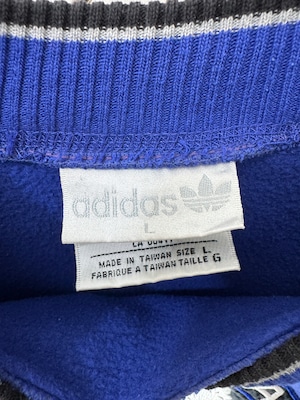 adidas
L
MADE IN TAIWAN SIZE L.
FABRIQUE A TAIWAN TAILLE G